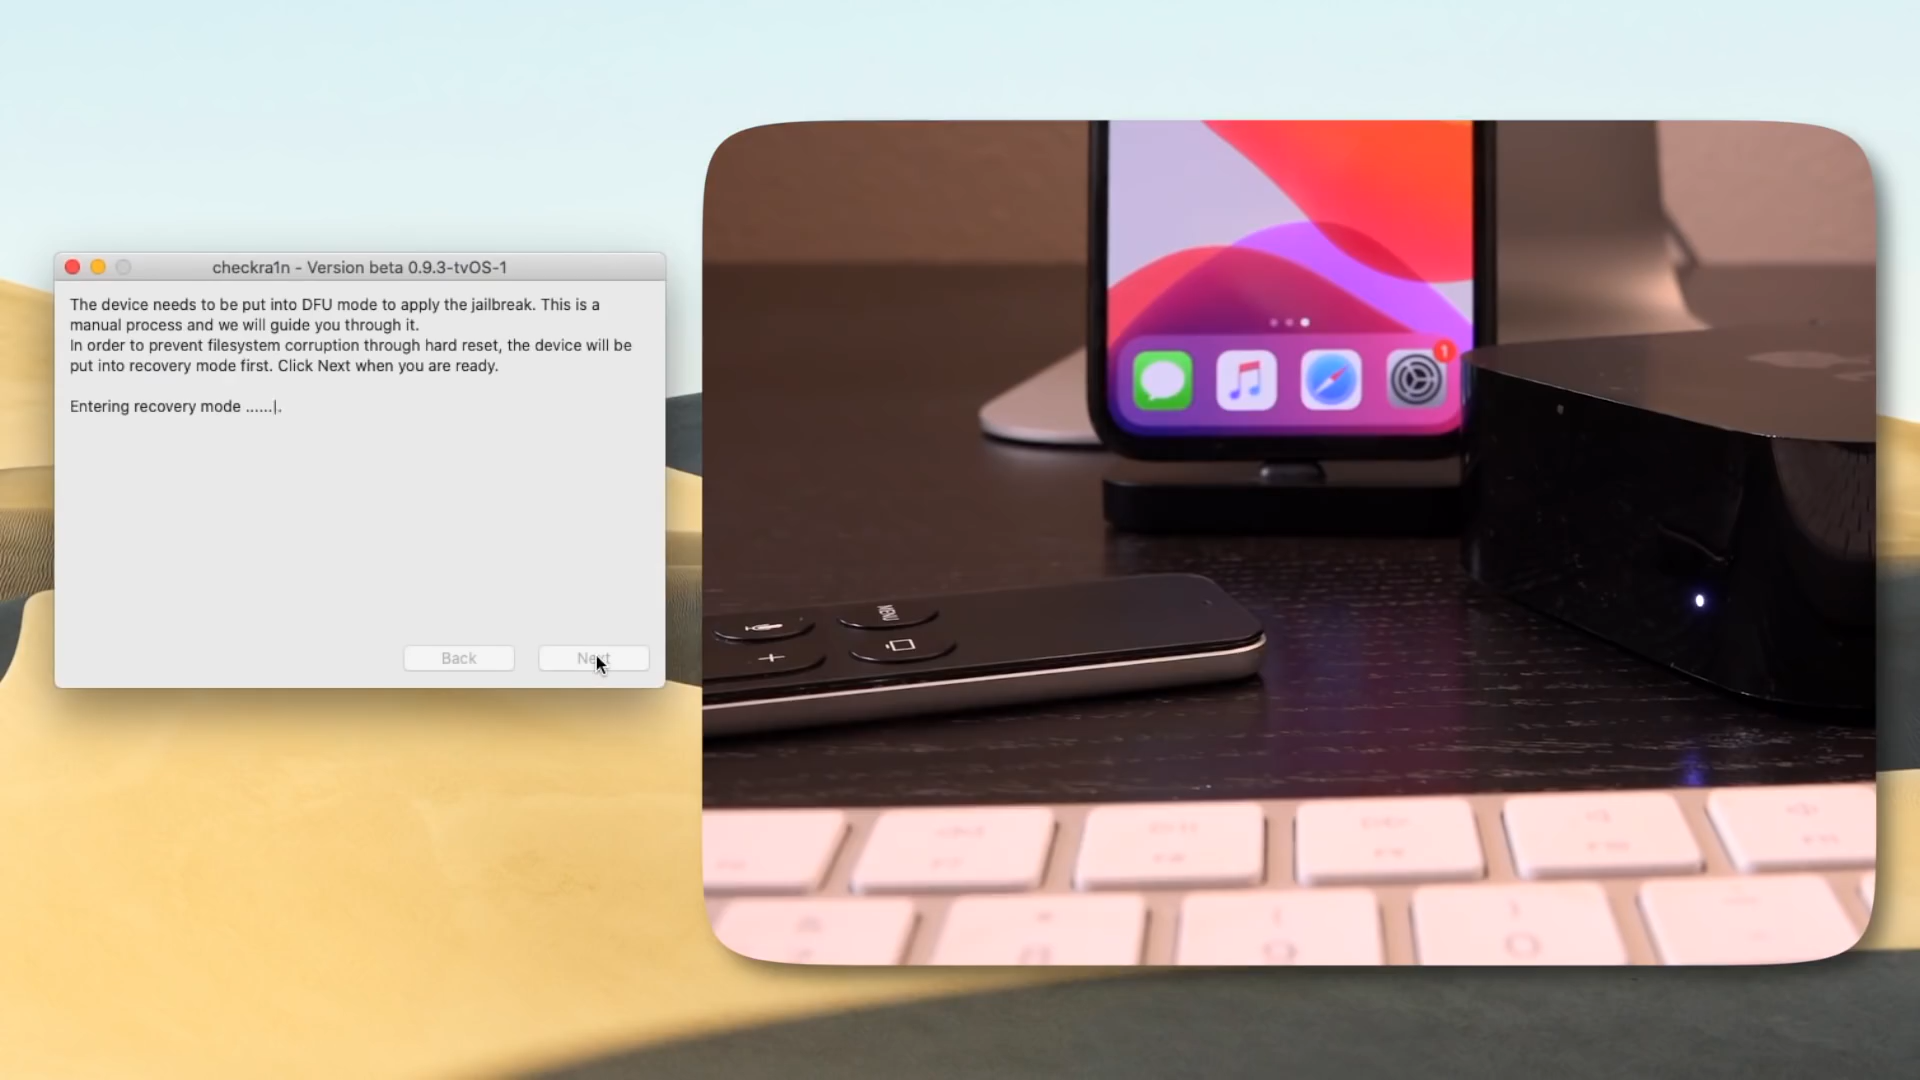 checkra1n - Version beta 0.9.3-tvOS-1
The device needs to be put into DFU mode to apply the jailbreak. This is a
manual process and we will guide you through it.
In order to prevent filesystem corruption through hard reset, the device will be
put into recovery mode first. Click Next when you are ready.
Entering recovery mode ......|.
Back
Next
1
MENU